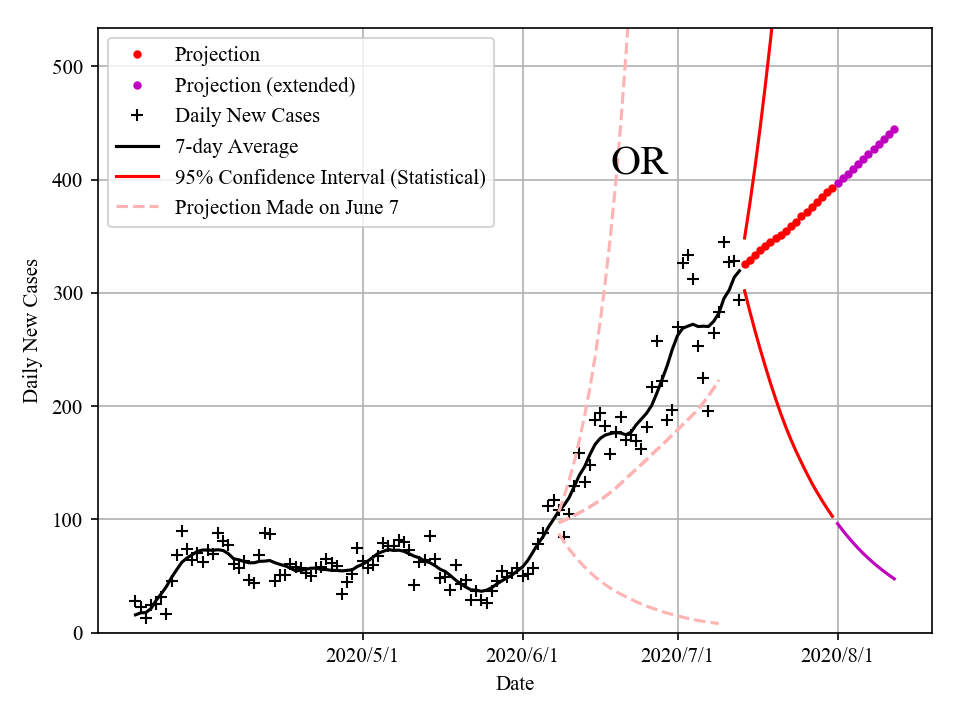 Projection
Projection (extended)
Daily New Cases
7-day Average
95% Confidence Interval (Statistical)
Projection Made on June 7
OR
500
400
300
200
100
0
Daily New Cases
2020/5/1 2020/6/1 2020/7/1 2020/8/1
Date